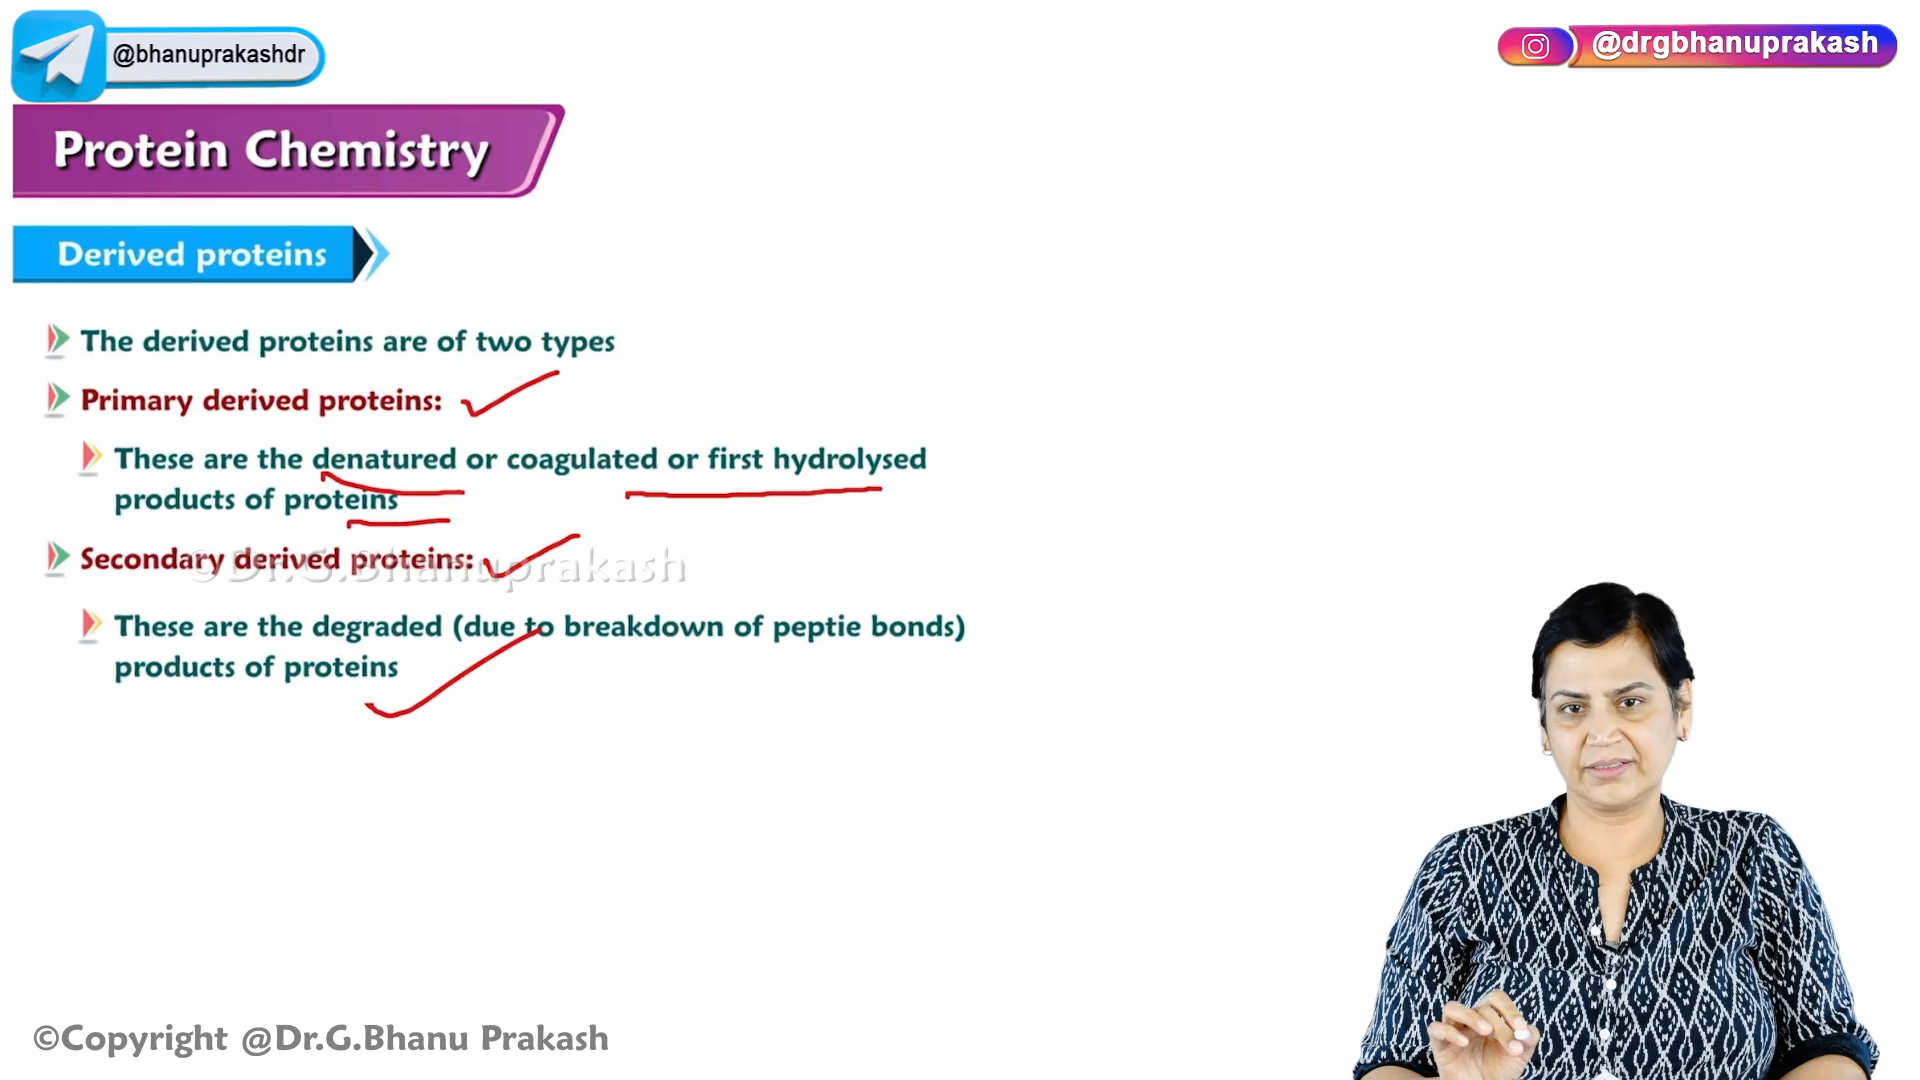 @bhanuprakashdr
@drgbhanuprakash
Protein Chemistry
Derived proteins
The derived proteins are of two types
Primary derived proteins:
These are the denatured or coagulated or first hydrolysed
products of proteins
Secondary derived proteins:
©Dr.G.Bhanuprakash
These are the degraded (due to breakdown of peptie bonds)
products of proteins
©Copyright @Dr.G.Bhanu Prakash